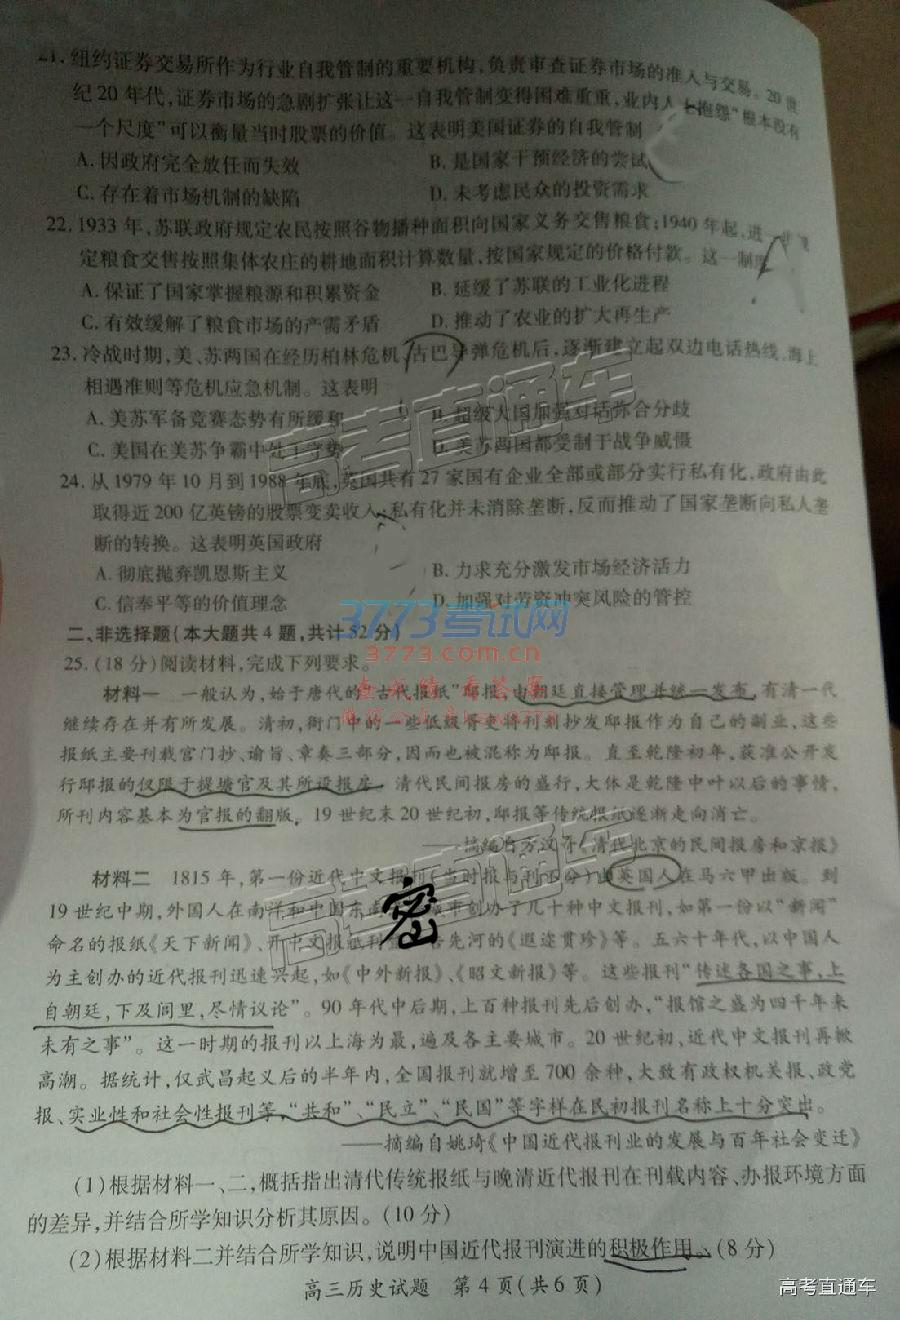 21.纽约证券交易所作为行业自我管制的重要机构,负责审查证券市场的准入与交易。20世
纪20年代,证券市场的急剧扩张让这一自我管制变得困难重重,业内人士抱怨“根本没有
一个尺度”可以衡量当时股票的价值。这表明美国证券的自我管制
A.因政府完全放任而失效 B.是国家干预经济的尝试
C.存在着市场机制的缺陷 D.未考虑民众的投资需求
22.1933年,苏联政府规定农民按照谷物播种面积向国家义务交售粮食;1940年起,进一步规
定粮食交售按照集体农庄的耕地面积计算数量,按国家规定的价格付款。这一制度
A.保证了国家掌握粮源和积累资金 B.延缓了苏联的工业化进程
C.有效缓解了粮食市场的产需矛盾 D.推动了农业的扩大再生产
23.冷战时期,美、苏两国在经历柏林危机、古巴导弹危机后,逐渐建立起双边电话热线、海上
相遇准则等危机应急机制。这表明
A.美苏军备竞赛态势有所缓和 B.超级大国加强对话弥合分歧
C.美国在美苏争霸中处于守势 D.美苏两国都受制于战争威慑
24.从1979年10月到1988年底,英国共有27家国有企业全部或部分实行私有化,政府由此
取得近200亿英镑的股票变卖收入,私有化并未消除垄断,反而推动了国家垄断向私人垄
断的转换。这表明英国政府
A.彻底抛弃凯恩斯主义 B.力求充分激发市场经济活力
C.信奉平等的价值理念 D.加强对劳资冲突风险的管控
二、非选择题(本大题共4题,共计52分)
25.(18分)阅读材料,完成下列要求。
材料一 一般认为,始于唐代的“古代报纸”邸报,由朝廷直接管理并统一发布,有清一代
继续存在并有所发展。清初,衙门中的一些低级胥吏将刊刻抄发邸报作为自己的副业,这些
报纸主要刊载宫门抄、谕旨、章奏三部分,因而也被混称为邸报。直至乾隆初年,获准公开发
行邸报的仅限于提塘官及其所设报房。清代民间报房的盛行,大体是乾隆中叶以后的事情,
所刊内容基本为官报的翻版。19世纪末20世纪初,邸报等传统报纸逐渐走向消亡。
——摘编自方汉奇《清代北京的民间报房和京报》
材料二 1815年,第一份近代中文报刊(当时报与刊不分)由英国人在马六甲出版。到
19世纪中期,外国人在南洋和中国东南 城市创办了几十种中文报刊,如第一份以“新闻”
命名的报纸《天下新闻》、开中文报纸刊 告先河的《遐迩贯珍》等。五六十年代,以中国人
为主创办的近代报刊迅速兴起,如《中外新报》、《昭文新报》等。这些报刊“传述各国之事,上
自朝廷,下及闾里,尽情议论”。90年代中后期,上百种报刊先后创办,“报馆之盛为四千年来
未有之事”。这一时期的报刊以上海为最,遍及各主要城市。20世纪初,近代中文报刊再掀
高潮。据统计,仅武昌起义后的半年内,全国报刊就增至700余种,大致有政权机关报、政党
报、实业性和社会性报刊等,“共和”、“民立”、“民国”等字样在民初报刊名称上十分突出。
——摘编自姚琦《中国近代报刊业的发展与百年社会变迁》
(1)根据材料一、二,概括指出清代传统报纸与晚清近代报刊在刊载内容、办报环境方面
的差异,并结合所学知识分析其原因。(10分)
(2)根据材料二并结合所学知识,说明中国近代报刊演进的积极作用。(8分)
高三历史试题 第4页(共6页)
高考直通车
3773考试网
3773.com.cn
查成绩 看答案
高考直通车
密
高考直通车